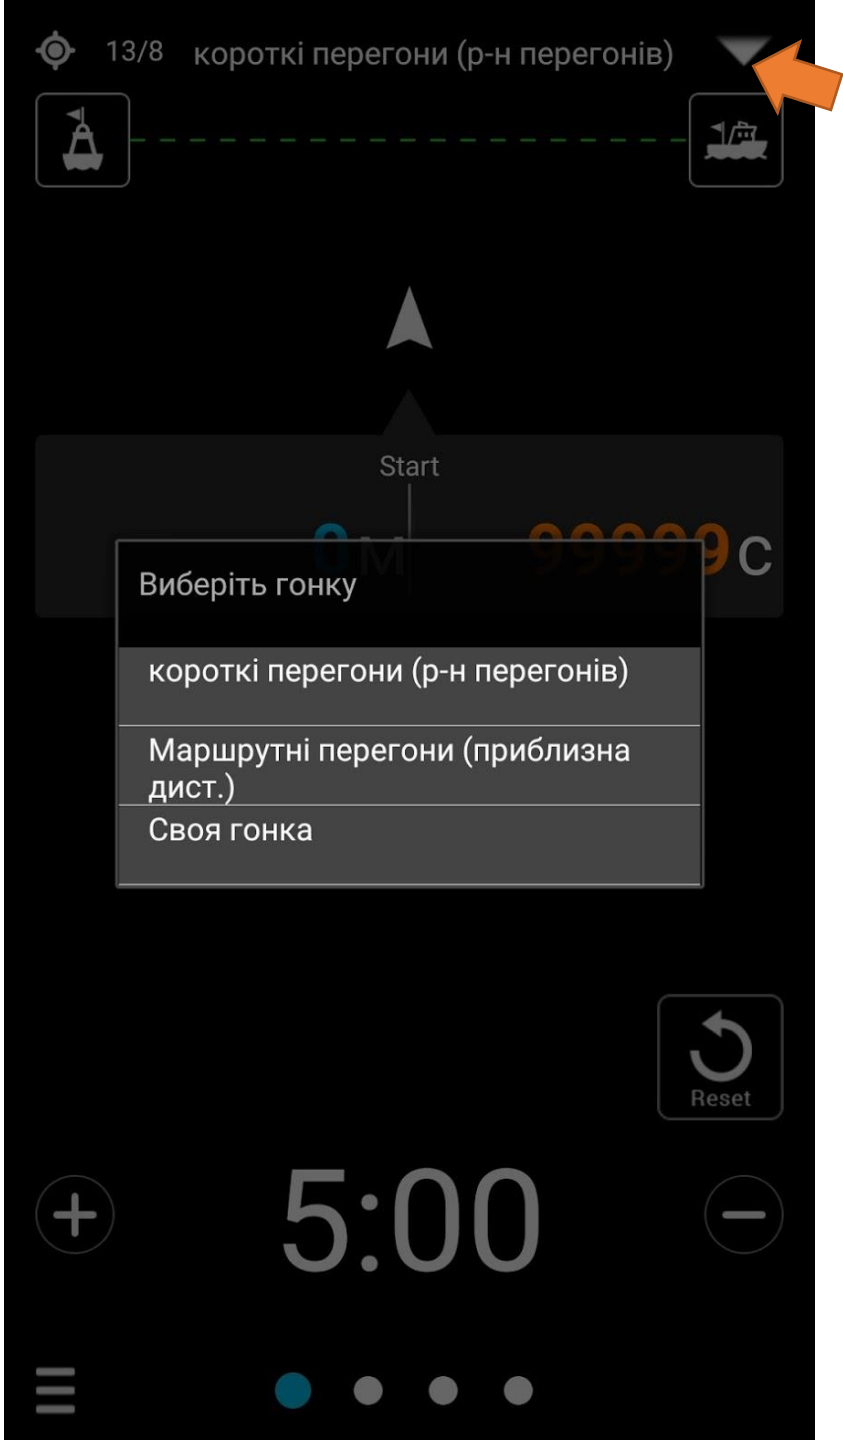 13/8 короткі перегони (р-н перегонів)
Start
0м 99999с
Виберіть гонку
короткі перегони (р-н перегонів)
Маршрутні перегони (приблизна
дист.)
Своя гонка
Reset
5:00